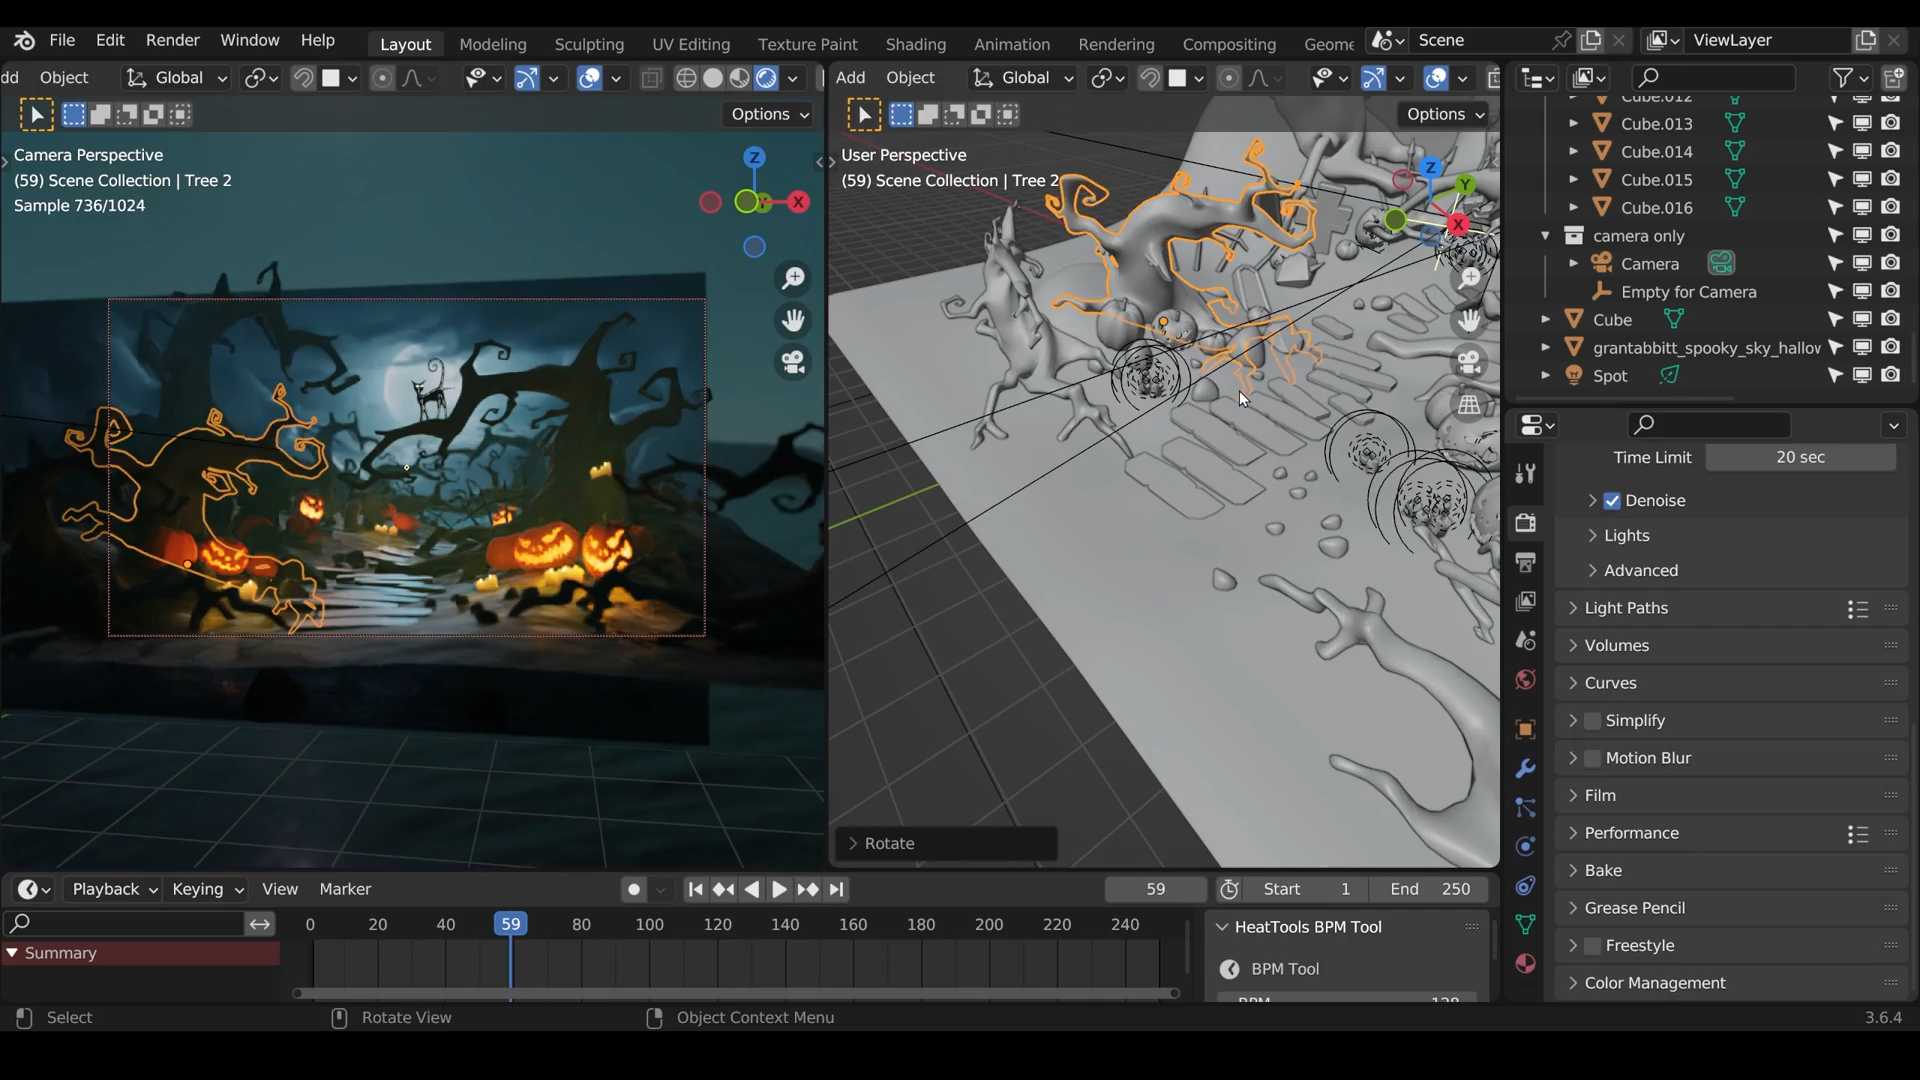 File Edit Render Window Help Layout Modeling Sculpting UV Editing Texture Paint Shading Animation Rendering Compositing Geome Scene ViewLayer
dd Object Global
Options
Camera Perspective
(59) Scene Collection | Tree 2
Sample 736/1024
Z
X
Add Object Global
Options
User Perspective
(59) Scene Collection | Tree 2
Z
Y
X
Rotate
Cube.012
Cube.013
Cube.014
Cube.015
Cube.016
camera only
Camera
Empty for Camera
Cube
grantabbitt_spooky_sky_hallov
Spot
Time Limit 20 sec
Denoise
Lights
Advanced
Light Paths
Volumes
Curves
Simplify
Motion Blur
Film
Performance
Bake
Grease Pencil
Freestyle
Color Management
Playback Keying View Marker 59 Start 1 End 250
0 20 40 59 80 100 120 140 160 180 200 220 240
Summary
HeatTools BPM Tool
BPM Tool
BPM 128
Select Rotate View Object Context Menu 3.6.4